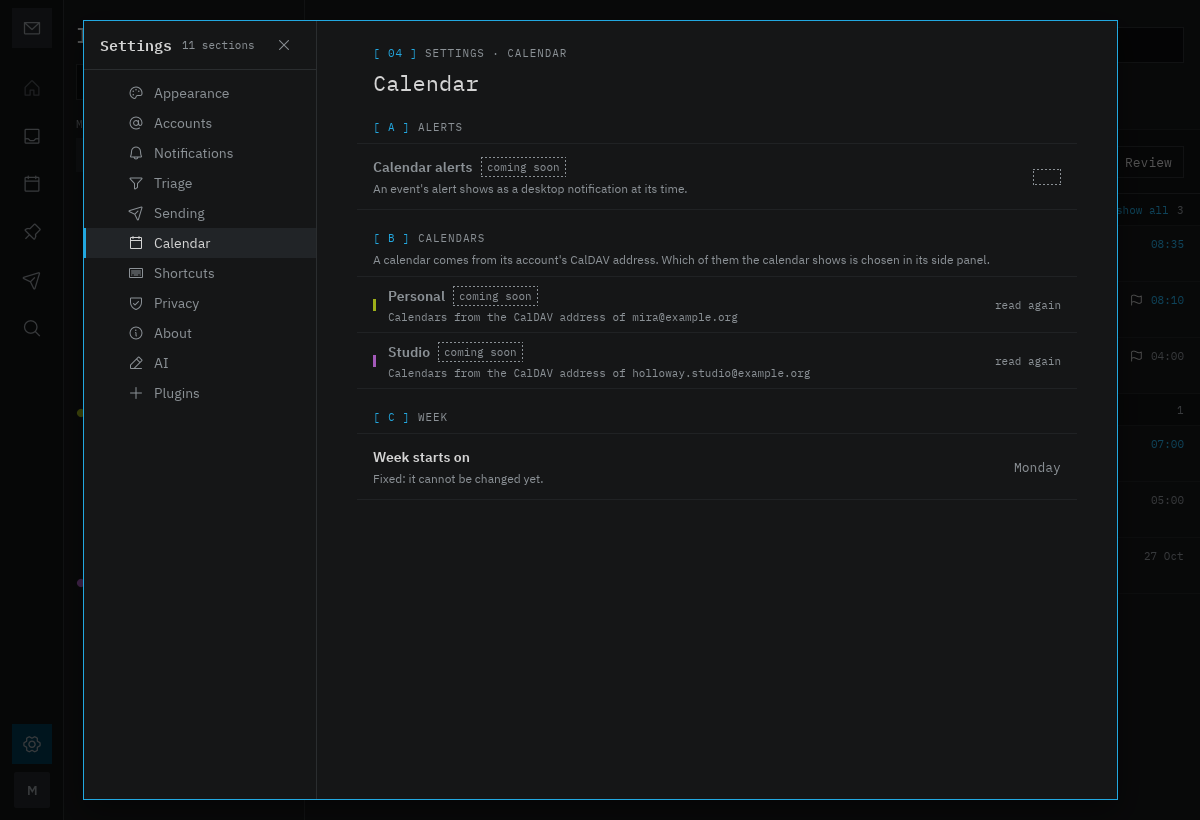 Settings 11 sections
Appearance
Accounts
Notifications
Triage
Sending
Calendar
Shortcuts
Privacy
About
AI
Plugins
[ 04 ] SETTINGS · CALENDAR
Calendar
[ A ] ALERTS
Calendar alerts coming soon
An event's alert shows as a desktop notification at its time.
[ B ] CALENDARS
A calendar comes from its account's CalDAV address. Which of them the calendar shows is chosen in its side panel.
Personal coming soon
Calendars from the CalDAV address of mira@example.org
read again
Studio coming soon
Calendars from the CalDAV address of holloway.studio@example.org
read again
[ C ] WEEK
Week starts on
Fixed: it cannot be changed yet.
Monday
Review
show all 3
08:35
08:10
04:00
1
07:00
05:00
27 Oct
M